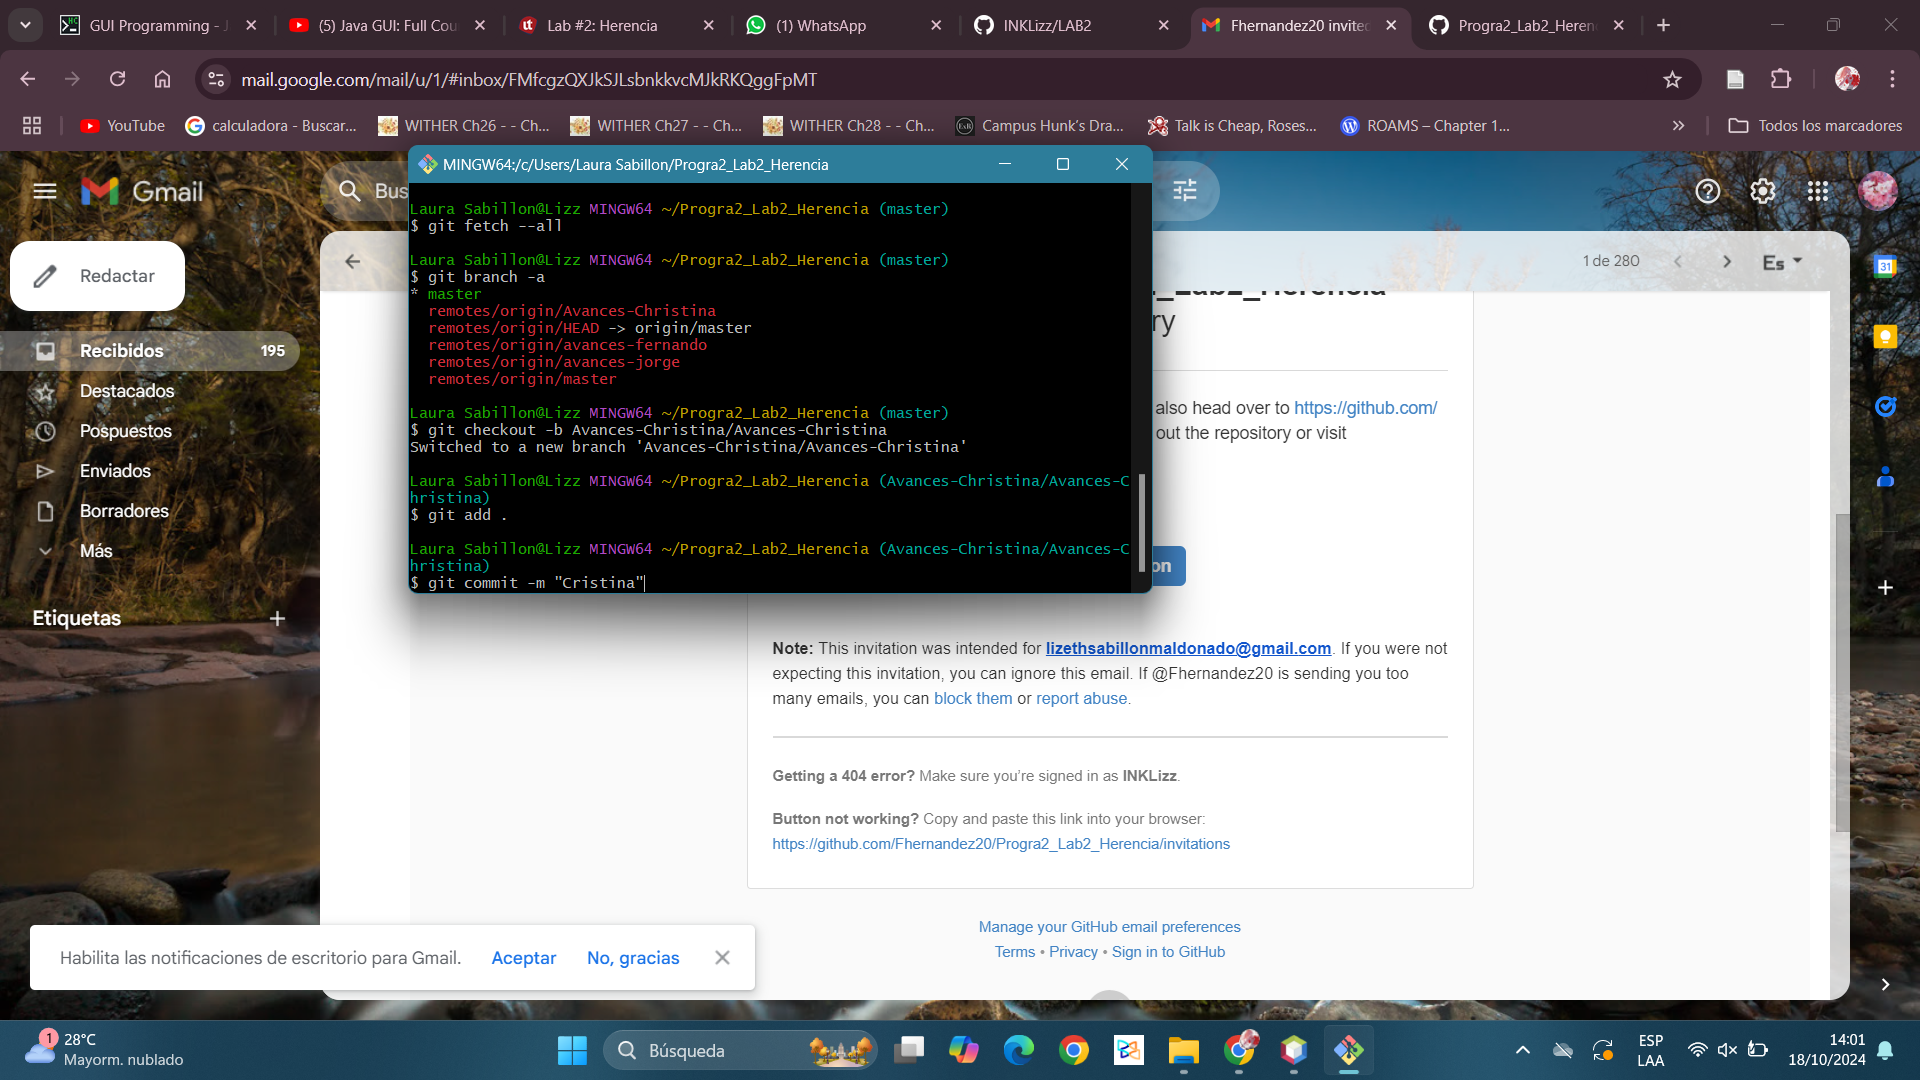 GUI Programming - J
(5) Java GUI: Full Cou
Lab #2: Herencia
(1) WhatsApp
INKLizz/LAB2
Fhernandez20 invited
Progra2_Lab2_Heren
mail.google.com/mail/u/1/#inbox/FMfcgzQXJkSJLsbnkkvcMJkRKQggFpMT
YouTube
calculadora - Buscar...
WITHER Ch26 - - Ch...
WITHER Ch27 - - Ch...
WITHER Ch28 - - Ch...
Campus Hunk's Dra...
Talk is Cheap, Roses...
ROAMS – Chapter 1...
Todos los marcadores
MINGW64:/c/Users/Laura Sabillon/Progra2_Lab2_Herencia
Gmail
Bus
Laura Sabillon@Lizz MINGW64 ~/Progra2_Lab2_Herencia (master)
$ git fetch --all
Laura Sabillon@Lizz MINGW64 ~/Progra2_Lab2_Herencia (master)
$ git branch -a
* master
remotes/origin/Avances-Christina
remotes/origin/HEAD -> origin/master
remotes/origin/avances-fernando
remotes/origin/avances-jorge
remotes/origin/master
Laura Sabillon@Lizz MINGW64 ~/Progra2_Lab2_Herencia (master)
$ git checkout -b Avances-Christina/Avances-Christina
Switched to a new branch 'Avances-Christina/Avances-Christina'
Laura Sabillon@Lizz MINGW64 ~/Progra2_Lab2_Herencia (Avances-Christina/Avances-C
hristina)
$ git add .
Laura Sabillon@Lizz MINGW64 ~/Progra2_Lab2_Herencia (Avances-Christina/Avances-C
hristina)
$ git commit -m "Cristina"
Redactar
Recibidos 195
Destacados
Pospuestos
Enviados
Borradores
Más
Etiquetas
1 de 280
Es
_Lab2_Herencia
ry
also head over to https://github.com/
out the repository or visit
on
Note: This invitation was intended for lizethsabillonmaldonado@gmail.com. If you were not
expecting this invitation, you can ignore this email. If @Fhernandez20 is sending you too
many emails, you can block them or report abuse.
Getting a 404 error? Make sure you're signed in as INKLizz.
Button not working? Copy and paste this link into your browser:
https://github.com/Fhernandez20/Progra2_Lab2_Herencia/invitations
Manage your GitHub email preferences
Terms • Privacy • Sign in to GitHub
Habilita las notificaciones de escritorio para Gmail.
Aceptar
No, gracias
31
1
28°C
Mayorm. nublado
Búsqueda
ESP
LAA
14:01
18/10/2024